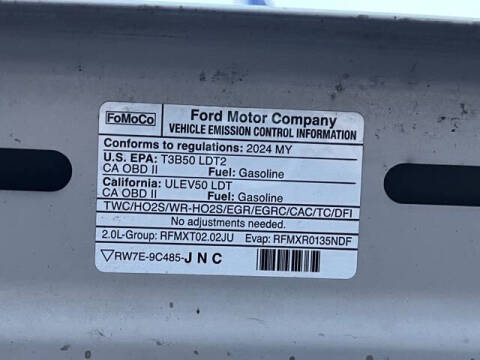 FoMoCo
Ford Motor Company
VEHICLE EMISSION CONTROL INFORMATION
Conforms to regulations: 2024 MY
U.S. EPA: T3B50 LDT2
CA OBD II Fuel: Gasoline
California: ULEV50 LDT
CA OBD II Fuel: Gasoline
TWC/HO2S/WR-HO2S/EGR/EGRC/CAC/TC/DFI
No adjustments needed.
2.0L-Group: RFMXT02.02JU Evap: RFMXR0135NDF
RW7E-9C485-JNC